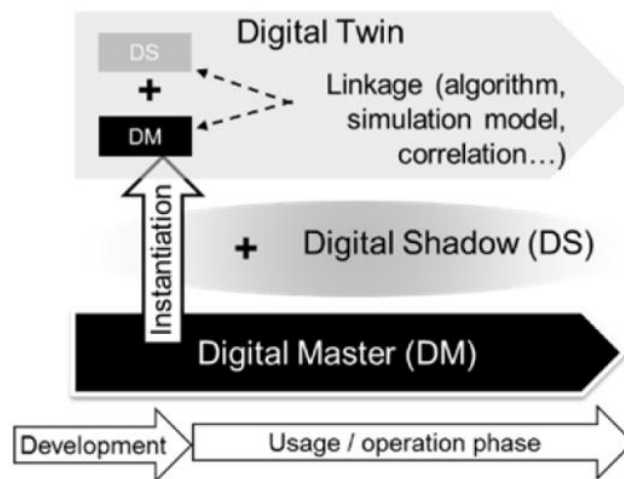 Digital Twin
DS
+
DM
Linkage (algorithm,
simulation model,
correlation…)
Instantiation
+ Digital Shadow (DS)
Digital Master (DM)
Development
Usage / operation phase